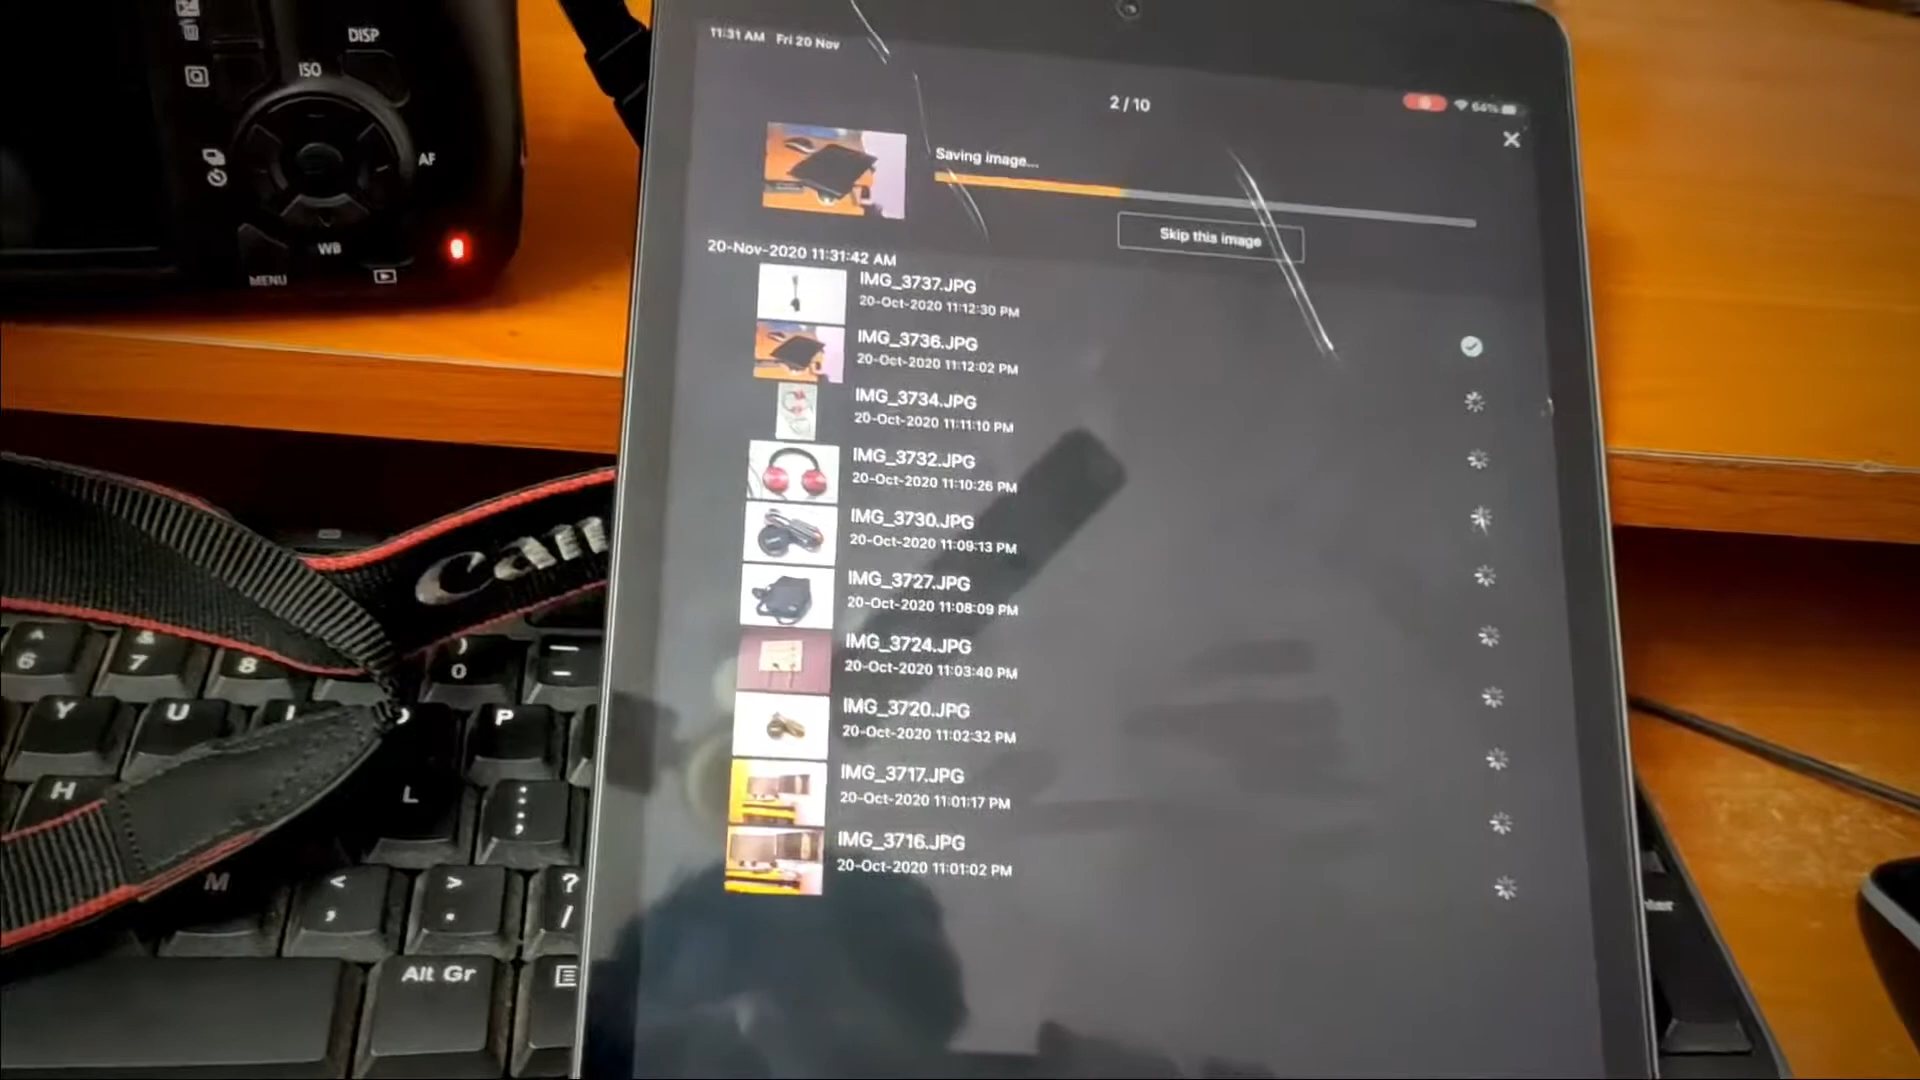 DISP
ISO
AF
WB
MENU
11:31 AM Fri 20 Nov
64%
2 / 10
Saving image...
Skip this image
20-Nov-2020 11:31:42 AM
IMG_3737.JPG
20-Oct-2020 11:12:30 PM
IMG_3736.JPG
20-Oct-2020 11:12:02 PM
IMG_3734.JPG
20-Oct-2020 11:11:10 PM
IMG_3732.JPG
20-Oct-2020 11:10:26 PM
IMG_3730.JPG
20-Oct-2020 11:09:13 PM
IMG_3727.JPG
20-Oct-2020 11:08:09 PM
IMG_3724.JPG
20-Oct-2020 11:03:40 PM
IMG_3720.JPG
20-Oct-2020 11:02:32 PM
IMG_3717.JPG
20-Oct-2020 11:01:17 PM
IMG_3716.JPG
20-Oct-2020 11:01:02 PM
Can
^ & )
6 7 8 0
Y U I P
H L : ;
M < , > . ? /
Alt Gr